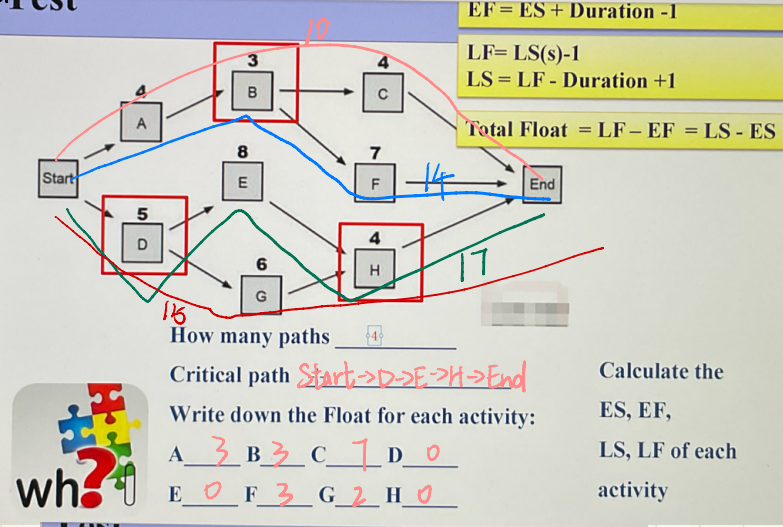 EF = ES + Duration -1
LF= LS(s)-1
LS = LF - Duration +1
Total Float = LF – EF = LS - ES
10
3
4
4
B
C
A
8
7
Start
E
F
14
End
5
4
D
6
H
G
17
How many paths 4
Critical path Start→D→E→H→End
Calculate the
Write down the Float for each activity:
ES, EF,
A 3 B 3 C 7 D 0
LS, LF of each
wh?
E 0 F 3 G 2 H 0
activity